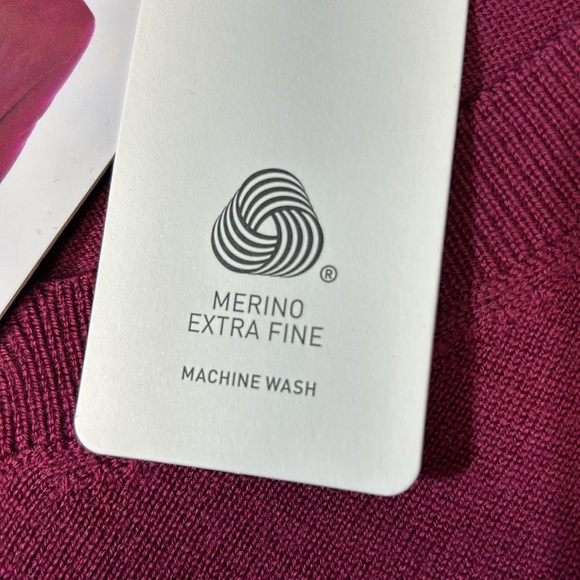 ®
MERINO
EXTRA FINE
MACHINE WASH